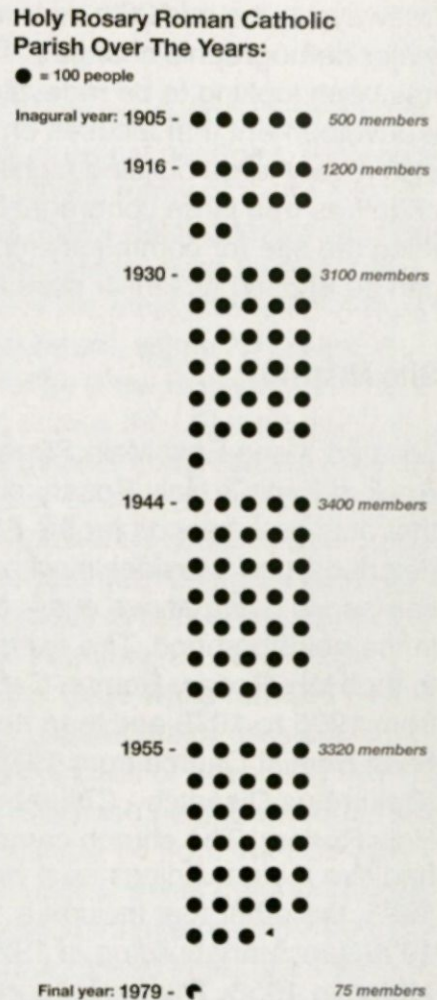 Holy Rosary Roman Catholic
Parish Over The Years:
= 100 people
Inagural year: 1905 - 500 members
1916 - 1200 members
1930 - 3100 members
1944 - 3400 members
1955 - 3320 members
Final year: 1979 - 75 members